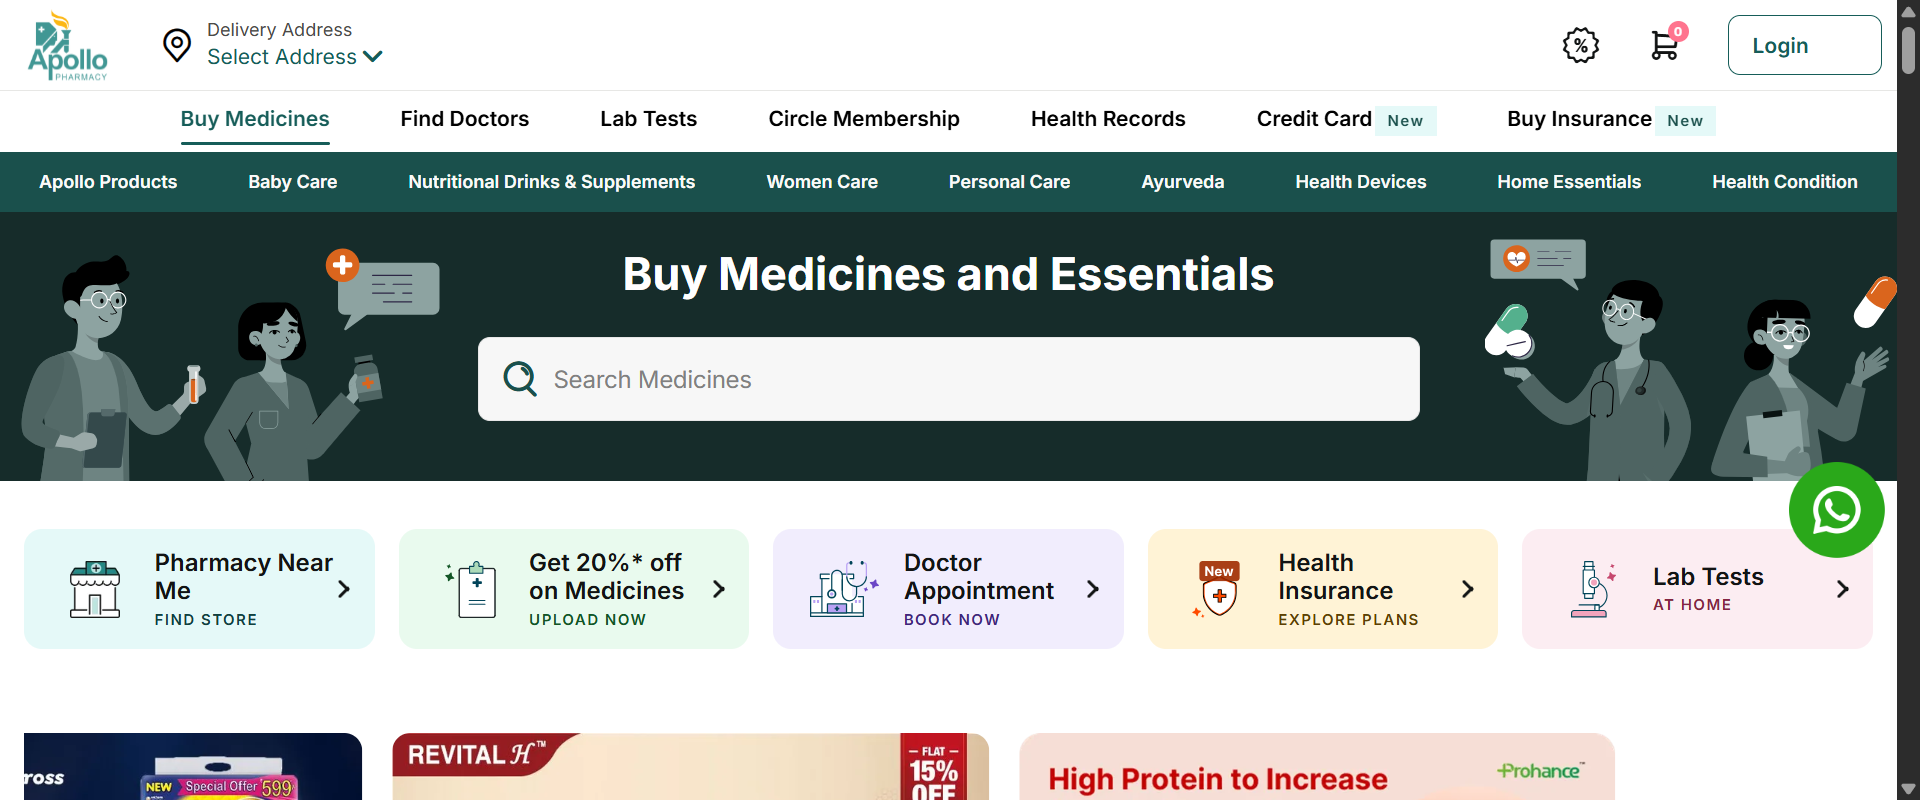 Apollo
PHARMACY
Delivery Address
Select Address
%
0
Login
Buy Medicines
Find Doctors
Lab Tests
Circle Membership
Health Records
Credit Card New
Buy Insurance New
Apollo Products
Baby Care
Nutritional Drinks & Supplements
Women Care
Personal Care
Ayurveda
Health Devices
Home Essentials
Health Condition
Buy Medicines and Essentials
Search Medicines
Pharmacy Near
Me
FIND STORE
Get 20%* off
on Medicines
UPLOAD NOW
Doctor
Appointment
BOOK NOW
New
Health
Insurance
EXPLORE PLANS
Lab Tests
AT HOME
ross
NEW Special Offer 599
REVITAL H™
FLAT
15%
OFF
High Protein to Increase
Prohance™